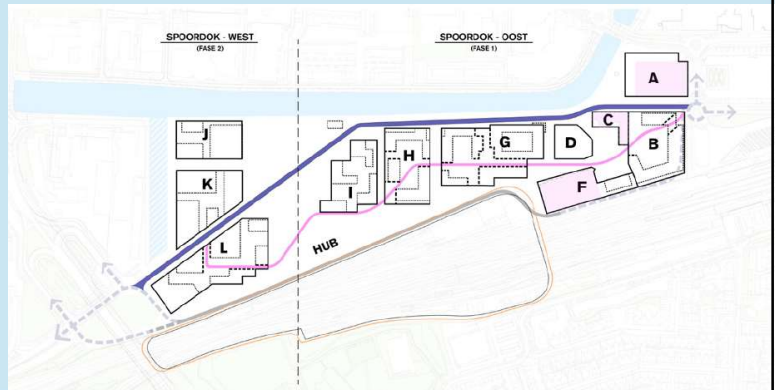 SPOORDOK - WEST
(FASE 2)
SPOORDOK - OOST
(FASE 1)
A
J
C
B
G
D
H
K
I
F
L
HUB